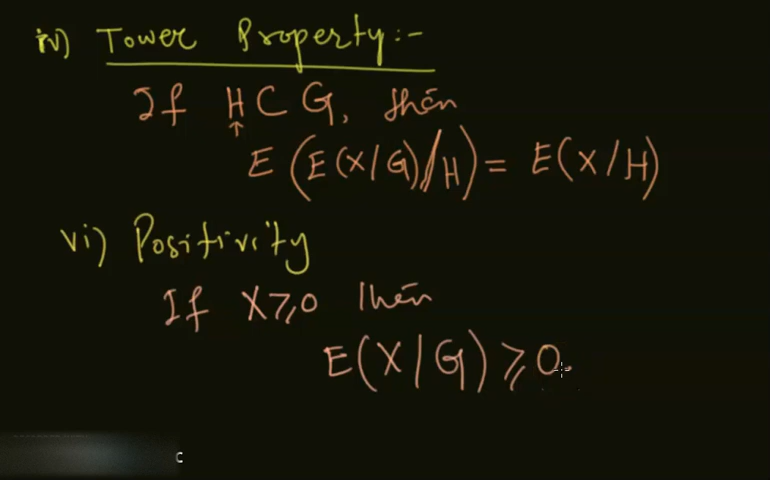 iv) Tower Property:-
If H ⊂ G, then
↑
E (E(X/G)/H) = E(X/H)
vi) Positivity
If X ≥ 0 then
E(X/G) ≥ 0.
c